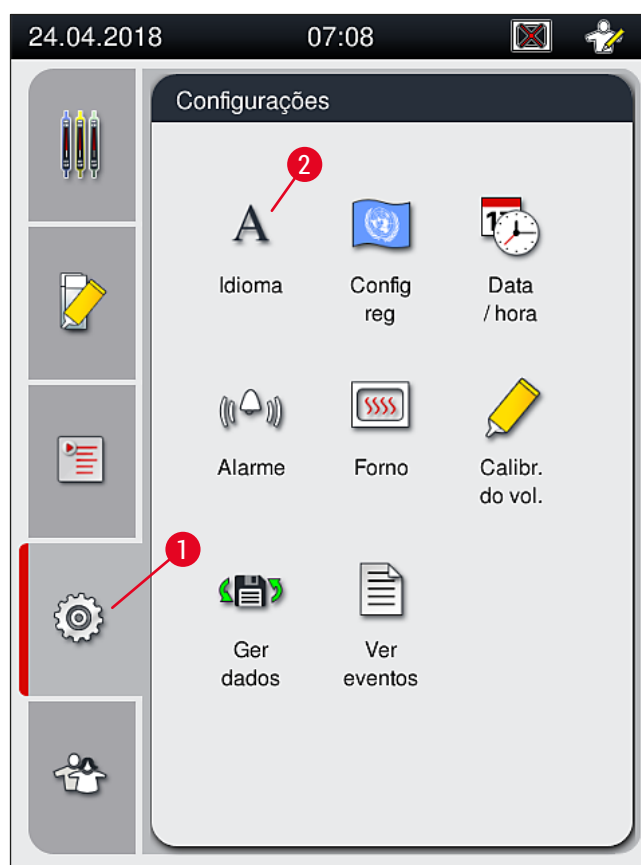 24.04.2018 07:08
Configurações
2
Idioma
Config
reg
Data
/ hora
Alarme
Forno
Calibr.
do vol.
1
Ger
dados
Ver
eventos